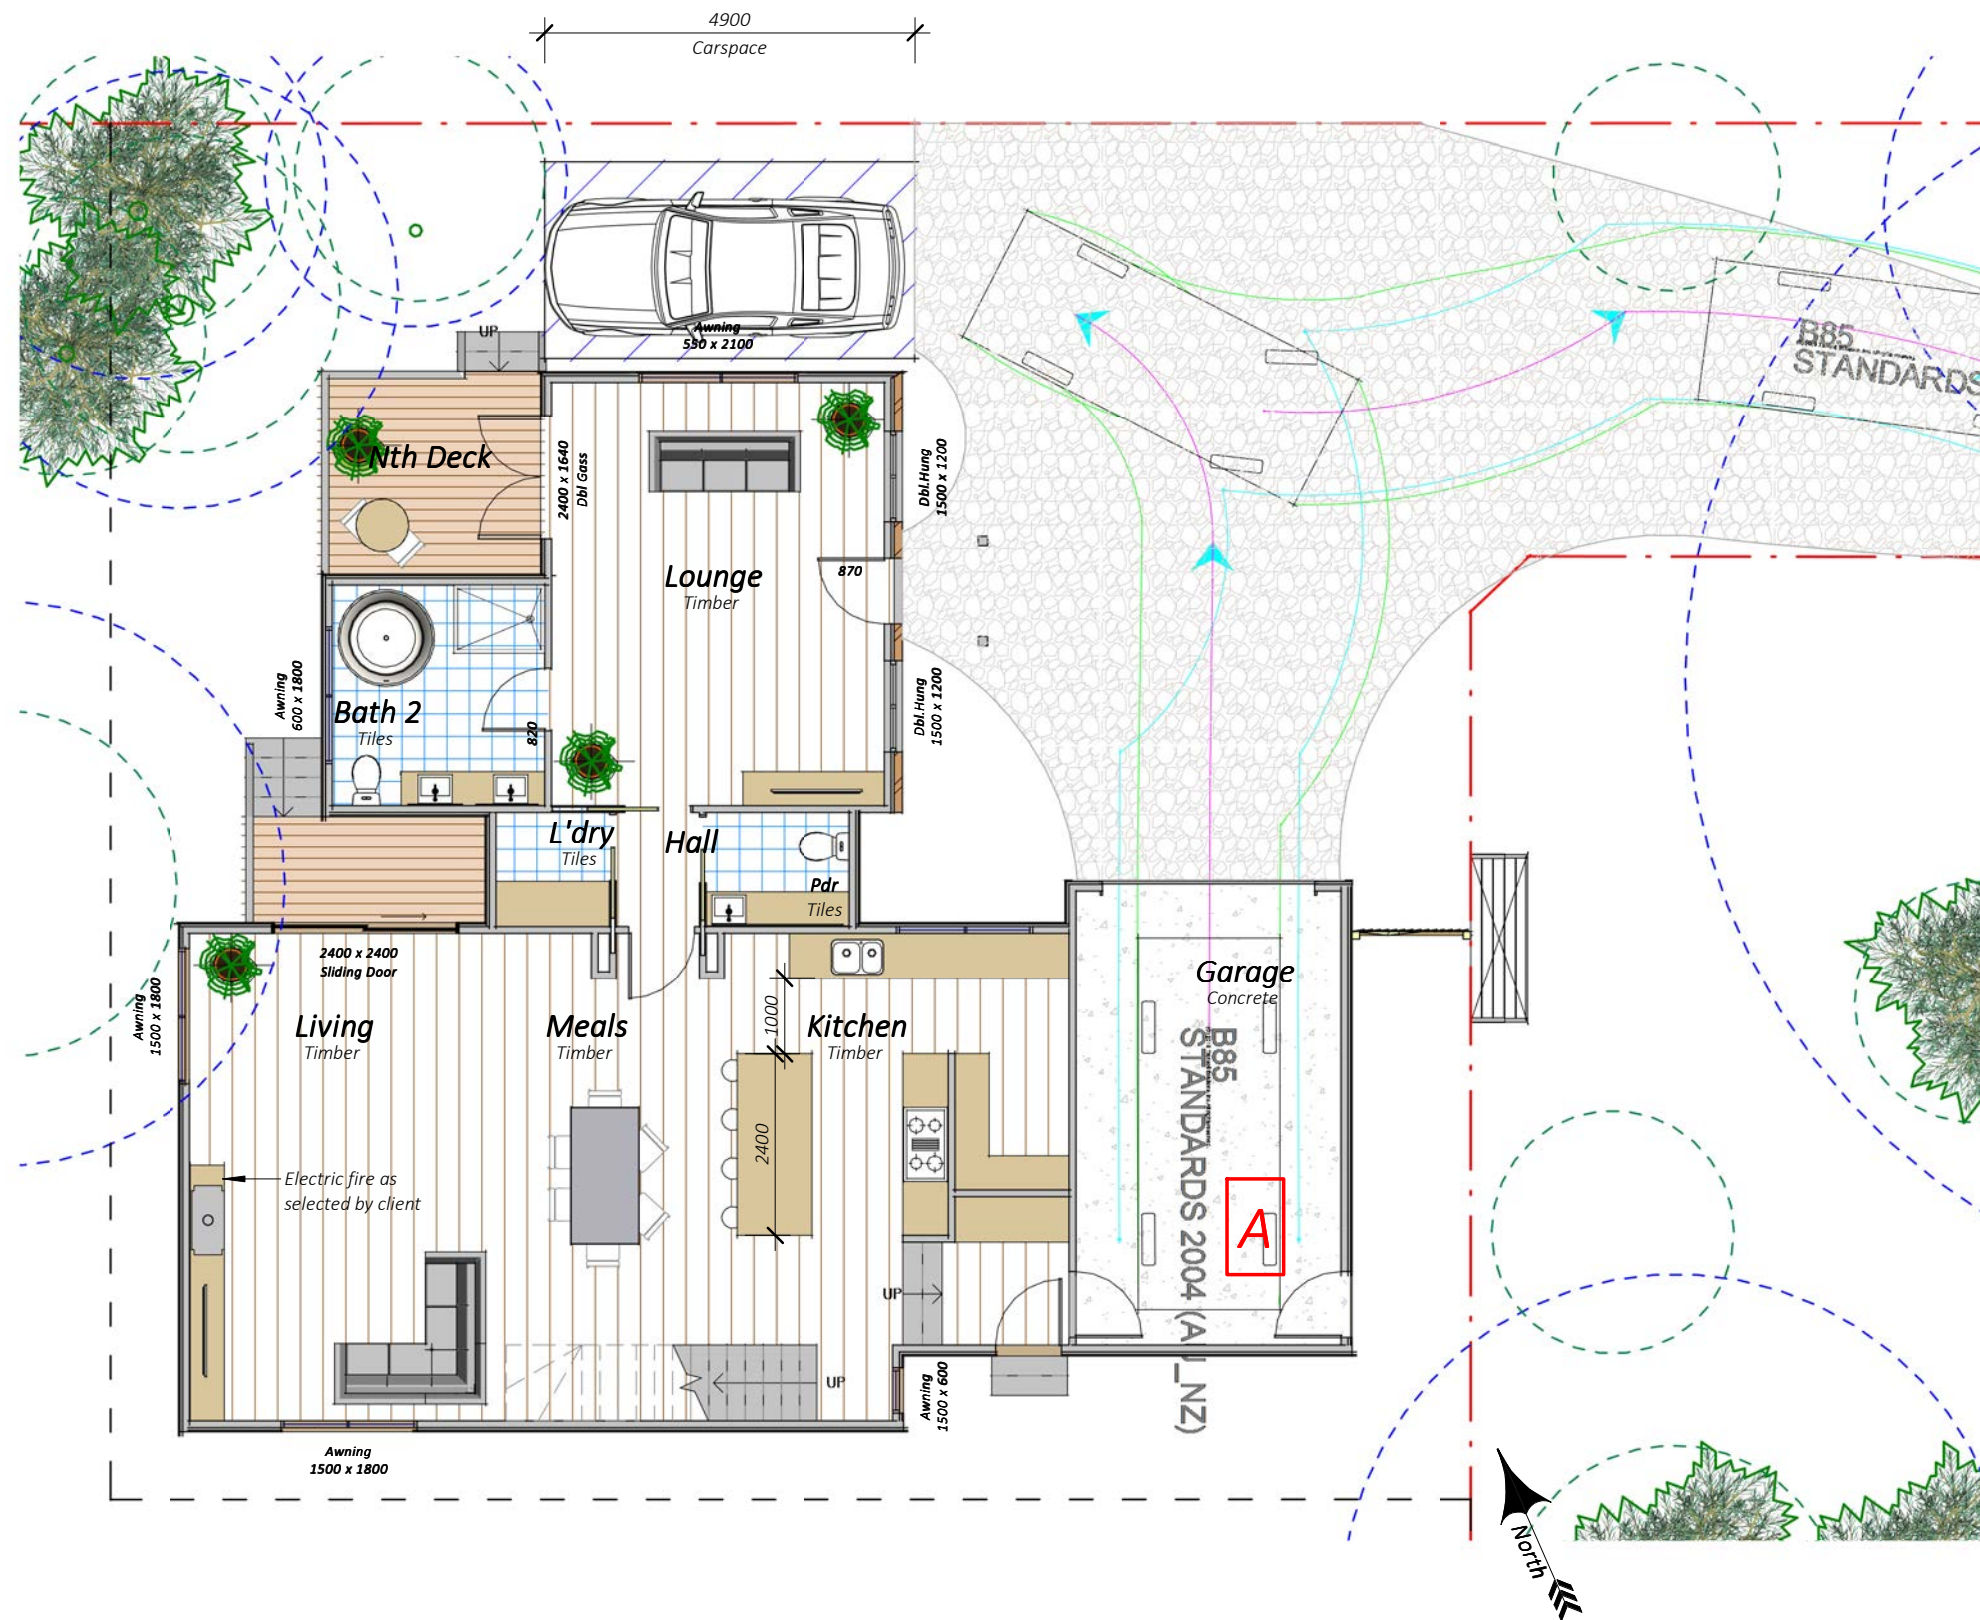 4900
Carspace
UP
Awning
550 x 2100
B85
STANDARDS
Nth Deck
2400 x 1640
Dbl Gass
Dbl.Hung
1500 x 1200
Lounge
Timber
870
Awning
600 x 1800
Bath 2
Tiles
820
Dbl.Hung
1500 x 1200
L'dry
Tiles
Hall
Pdr
Tiles
2400 x 2400
Sliding Door
Awning
1500 x 1800
Living
Timber
Meals
Timber
1000
Kitchen
Timber
Garage
Concrete
B85
STANDARDS 2004 (A
_NZ)
2400
Electric fire as
selected by client
A
UP
UP
Awning
1500 x 600
Awning
1500 x 1800
North